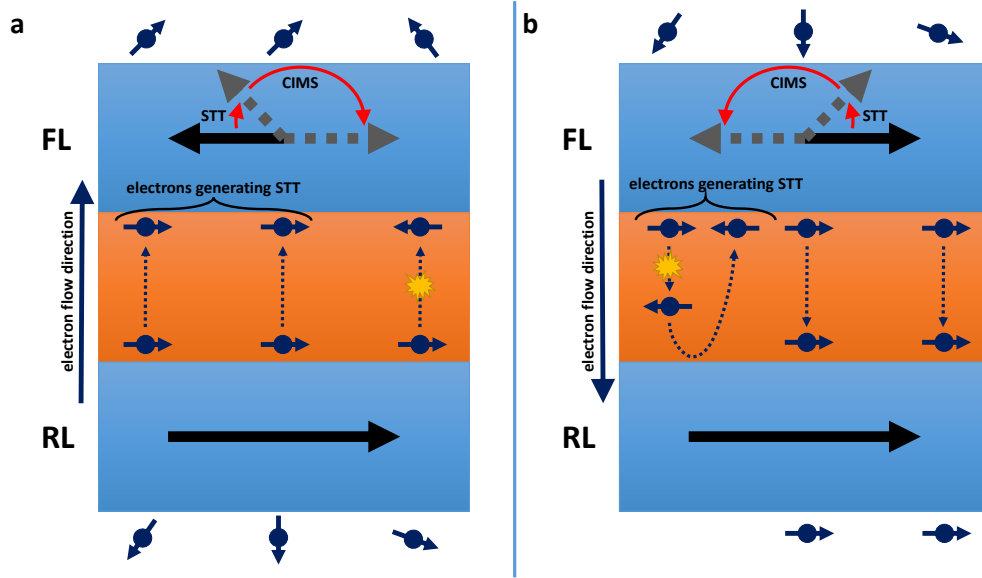 a
CIMS
STT
FL
electrons generating STT
electron flow direction
RL
b
CIMS
STT
FL
electrons generating STT
electron flow direction
RL